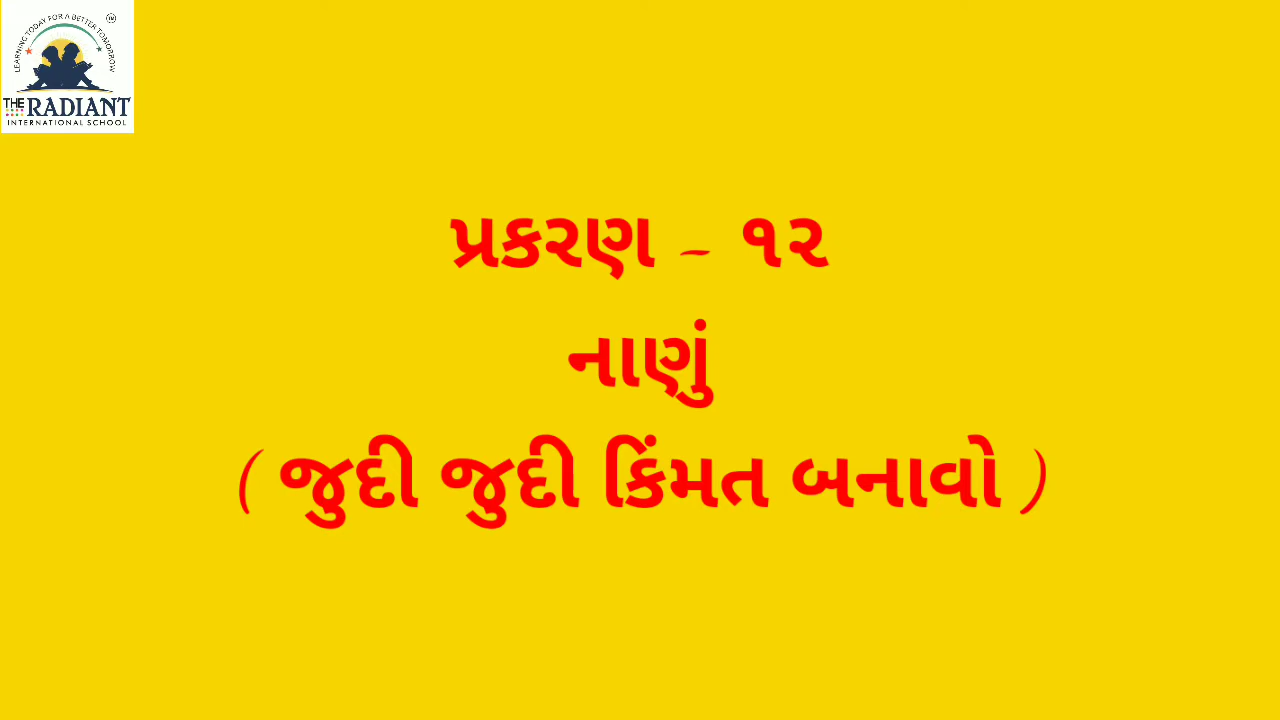 LEARNING TODAY FOR A BETTER TOMORROW
TM
THE RADIANT
INTERNATIONAL SCHOOL
પ્રકરણ - ૧૨
નાણું
( જુદી જુદી કિંમત બનાવો )